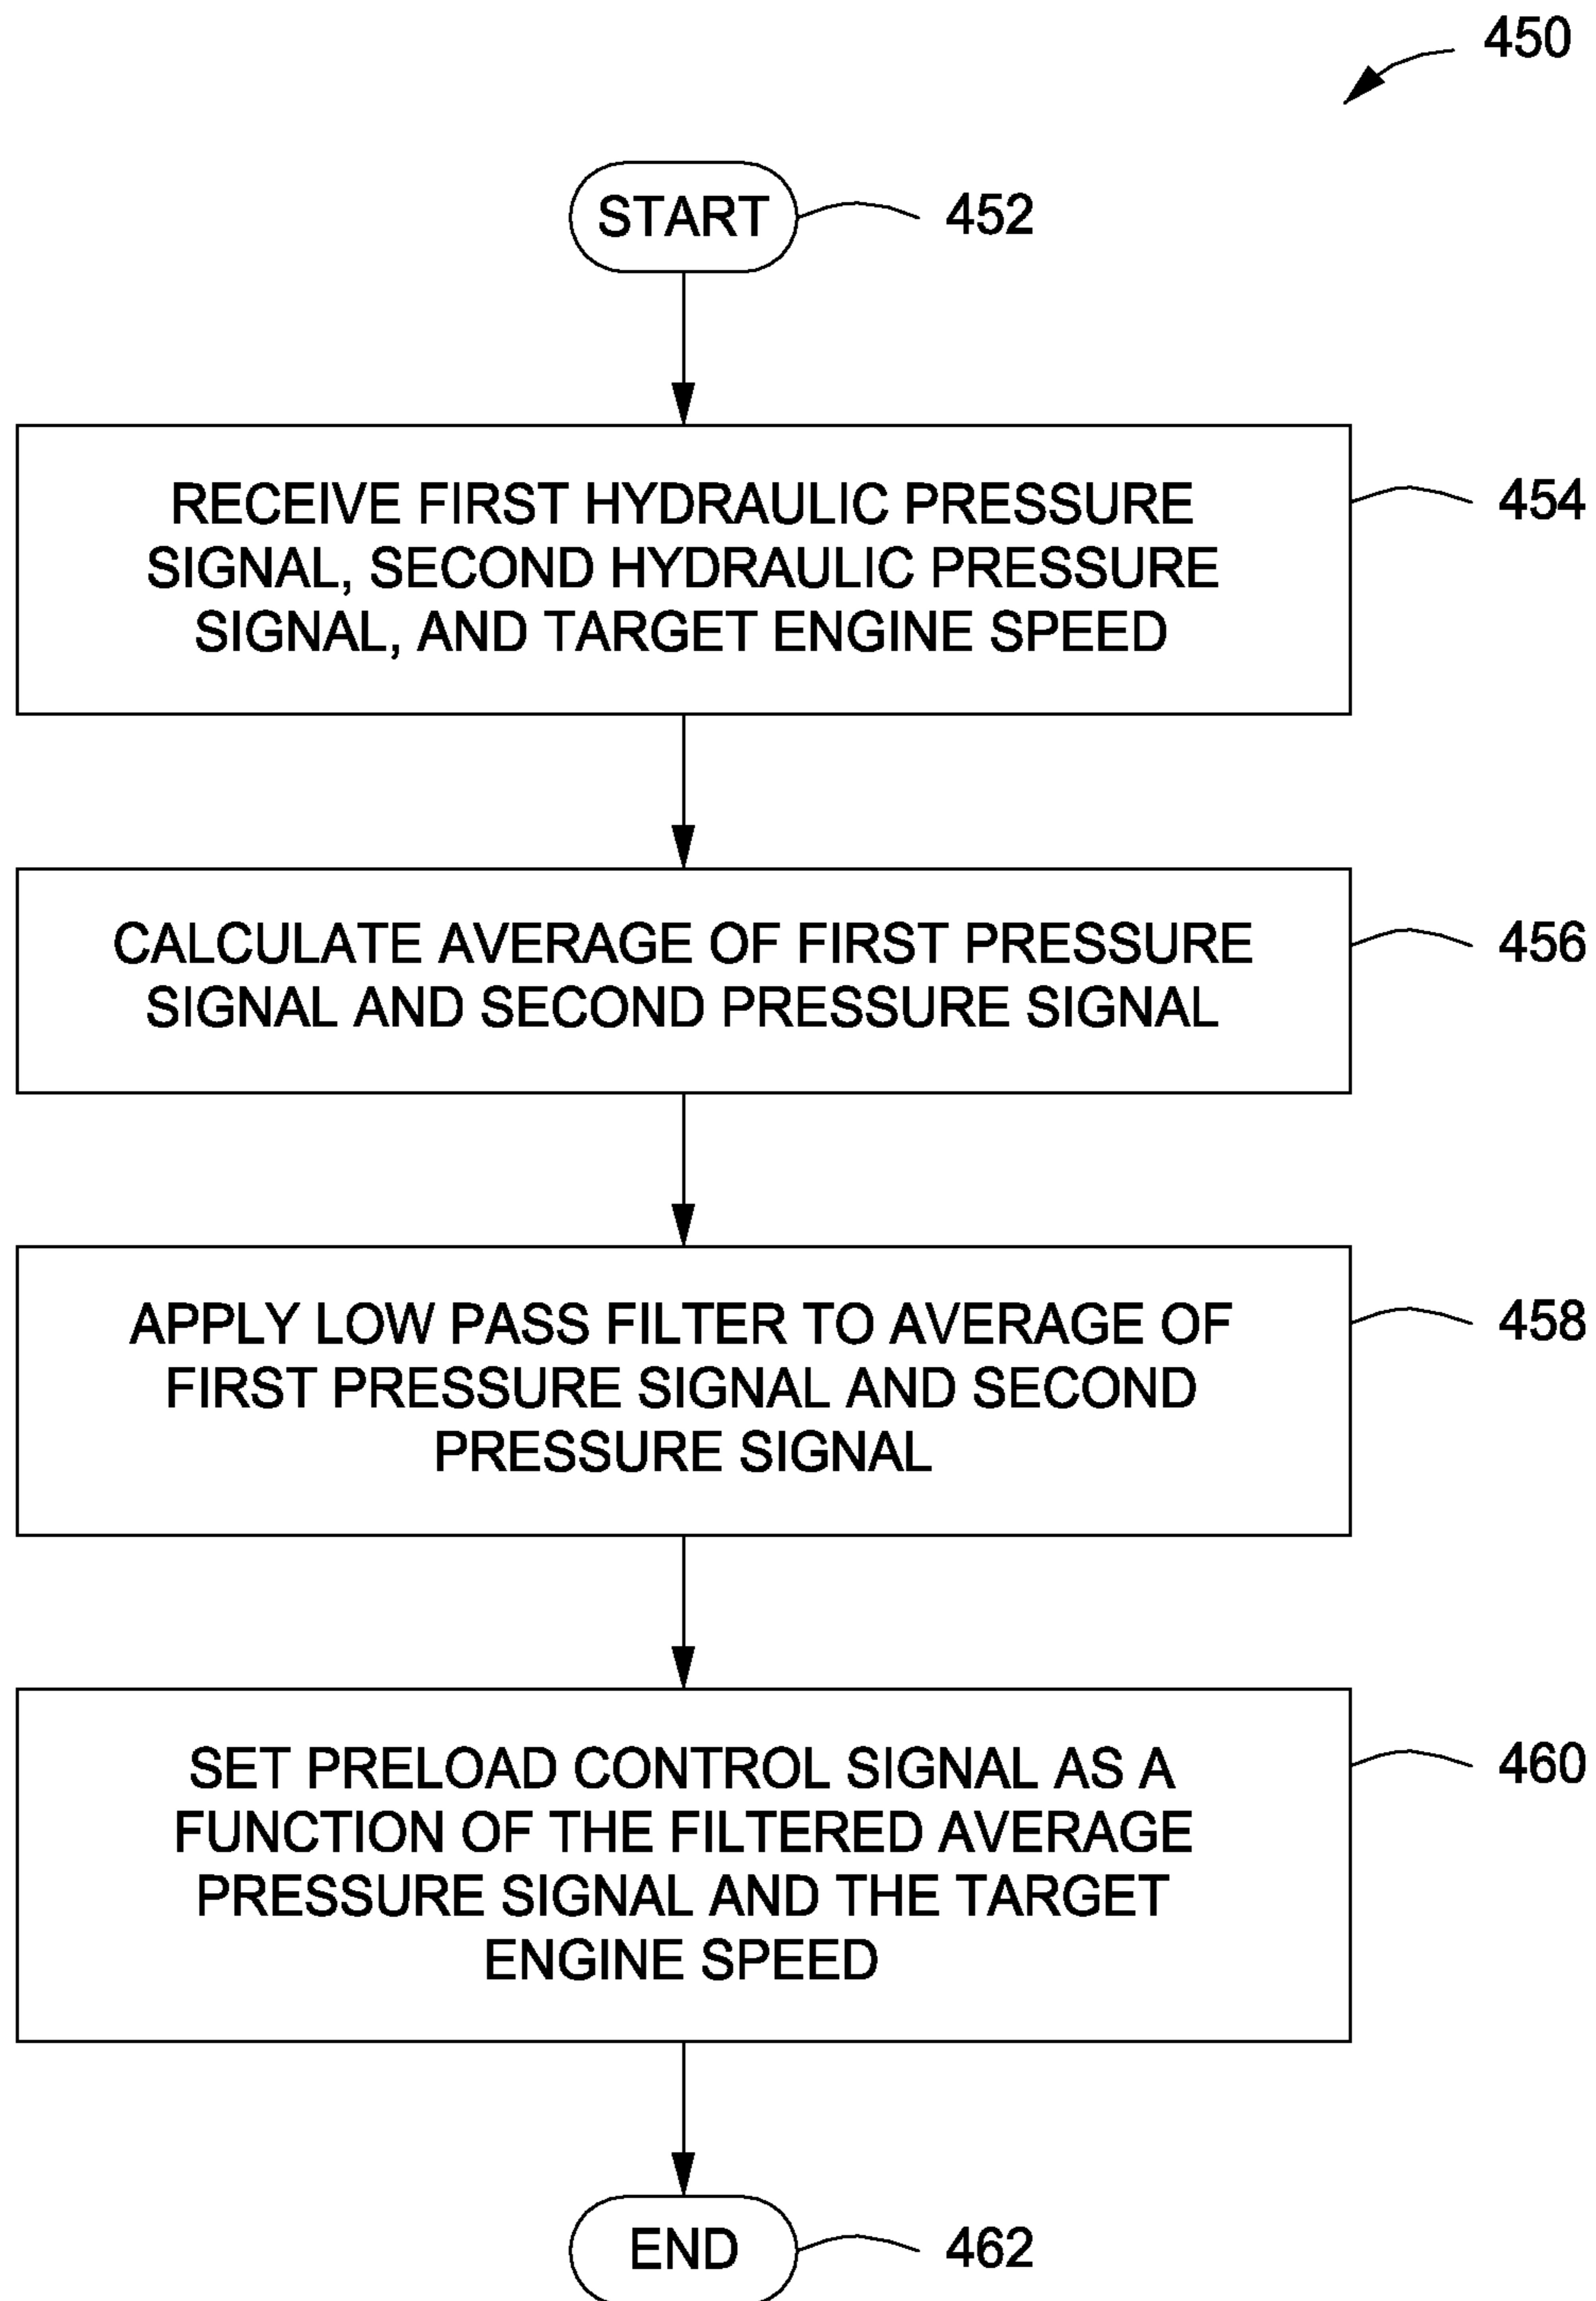 450
START
452
RECEIVE FIRST HYDRAULIC PRESSURE
SIGNAL, SECOND HYDRAULIC PRESSURE
SIGNAL, AND TARGET ENGINE SPEED
454
CALCULATE AVERAGE OF FIRST PRESSURE
SIGNAL AND SECOND PRESSURE SIGNAL
456
APPLY LOW PASS FILTER TO AVERAGE OF
FIRST PRESSURE SIGNAL AND SECOND
PRESSURE SIGNAL
458
SET PRELOAD CONTROL SIGNAL AS A
FUNCTION OF THE FILTERED AVERAGE
PRESSURE SIGNAL AND THE TARGET
ENGINE SPEED
460
END
462